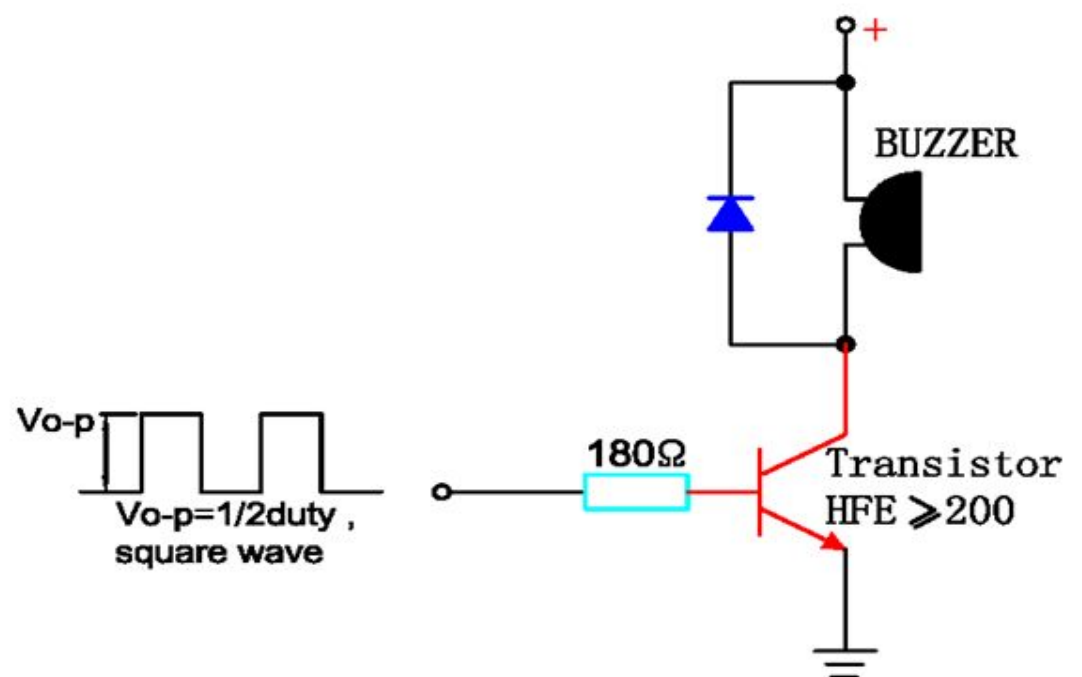 +
BUZZER
Vo-p
180Ω
Transistor
HFE ⩾200
Vo-p=1/2duty ,
square wave